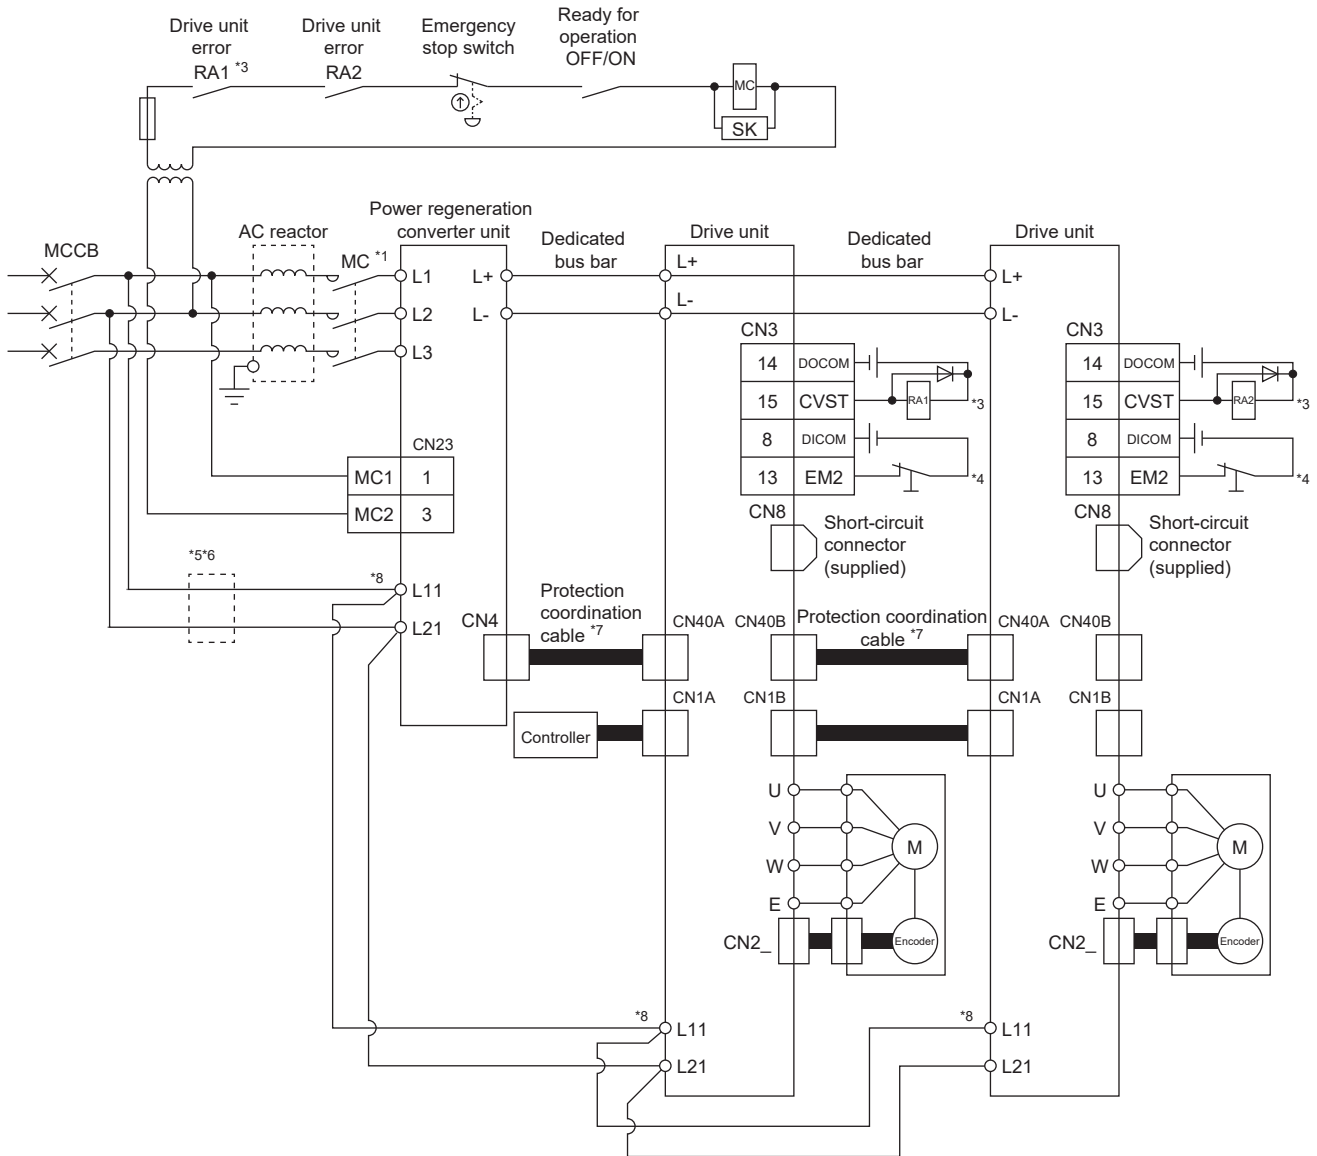 Drive unit
error
RA1 *3
Drive unit
error
RA2
Emergency
stop switch
Ready for
operation
OFF/ON
MC
SK
MCCB
AC reactor
MC *1
Power regeneration
converter unit
Dedicated
bus bar
Drive unit
Dedicated
bus bar
Drive unit
L1
L+
L+
L+
L2
L-
L-
L-
L3
CN3
14 DOCOM
15 CVST
RA1
*3
8 DICOM
13 EM2
*4
CN3
14 DOCOM
15 CVST
RA2
*3
8 DICOM
13 EM2
*4
CN23
MC1 1
MC2 3
CN8
Short-circuit
connector
(supplied)
CN8
Short-circuit
connector
(supplied)
*5*6
*8
L11
L21
CN4
Protection
coordination
cable *7
CN40A
CN40B
Protection coordination
cable *7
CN40A
CN40B
Controller
CN1A
CN1B
CN1A
CN1B
U
V
W
E
M
CN2_
Encoder
U
V
W
E
M
CN2_
Encoder
*8
L11
L21
*8
L11
L21